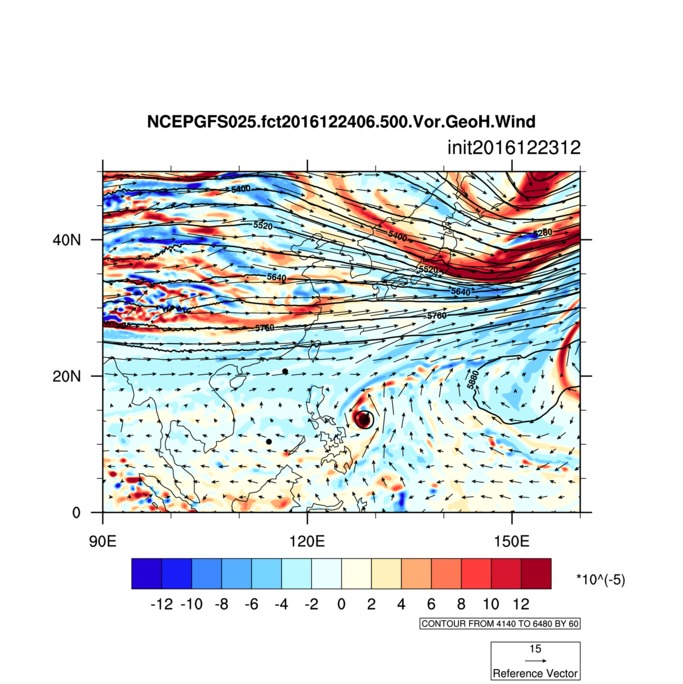 NCEPGFS025.fct2016122406.500.Vor.GeoH.Wind
init2016122312
5400
5520
5400
5280
40N
5520
5640
5640
5760
5760
20N
5880
0
90E 120E 150E
-12 -10 -8 -6 -4 -2 0 2 4 6 8 10 12
*10^(-5)
CONTOUR FROM 4140 TO 6480 BY 60
15
Reference Vector